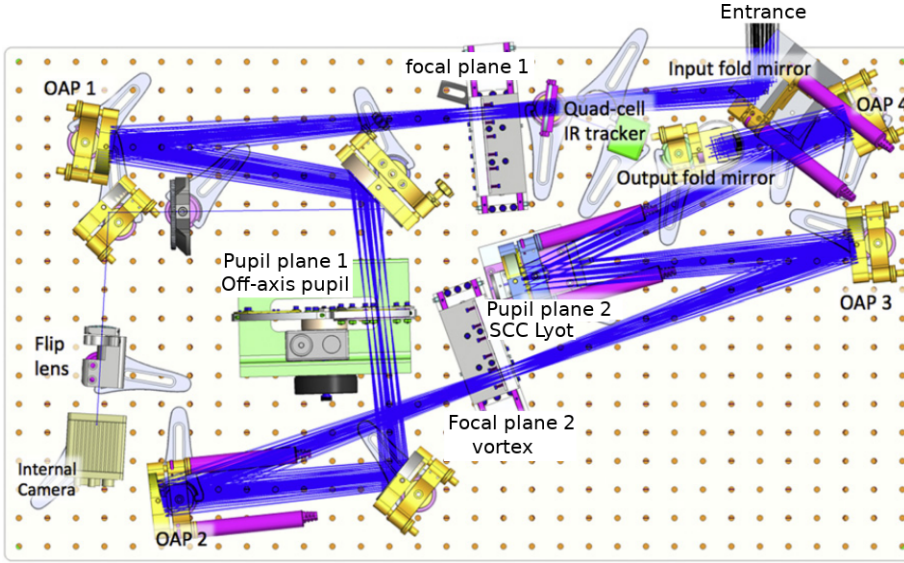 Entrance
focal plane 1
Input fold mirror
OAP 1
OAP 4
Quad-cell
IR tracker
Output fold mirror
Pupil plane 1
Off-axis pupil
Pupil plane 2
SCC Lyot
OAP 3
Flip
lens
Focal plane 2
vortex
Internal
Camera
OAP 2